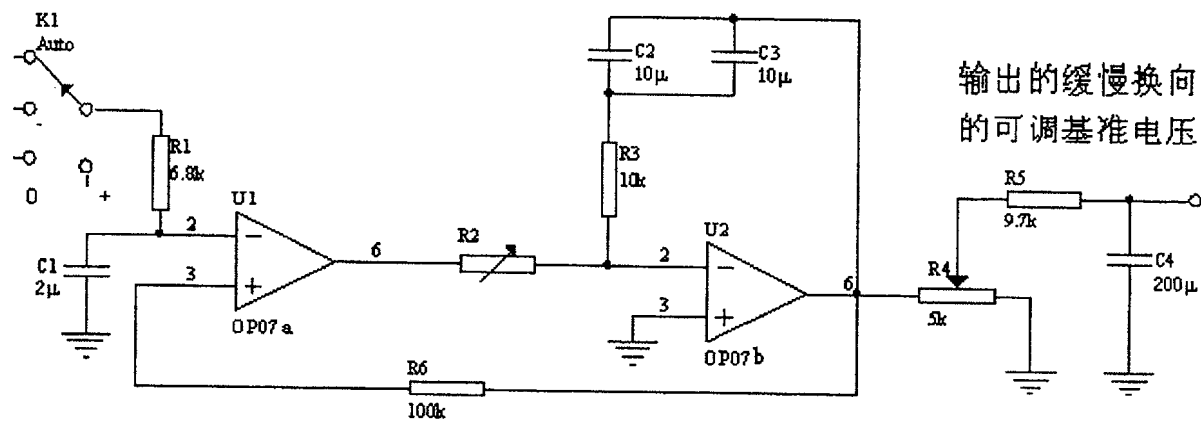 K1
Auto
-
0
+
R1
6.8k
C1
2μ
U1
2
3
6
OP07a
R2
C2
10μ
C3
10μ
R3
10k
U2
2
3
6
OP07b
R6
100k
R4
5k
R5
9.7k
C4
200μ
输出的缓慢换向
的可调基准电压